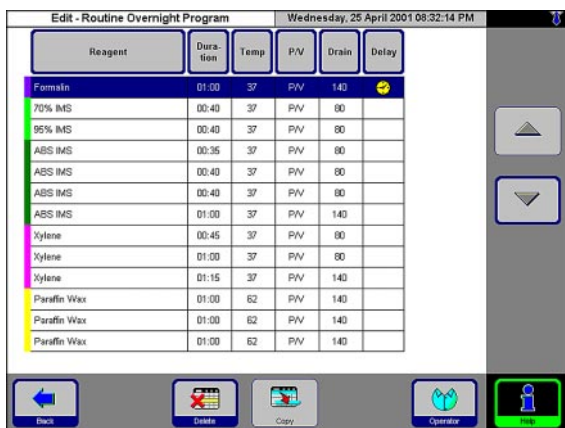 Edit - Routine Overnight Program Wednesday, 25 April 2001 08:32:14 PM
Reagent Dura- tion Temp P/V Drain Delay
Formalin 01:00 37 P/V 140
70% IMS 00:40 37 P/V 80
95% IMS 00:40 37 P/V 80
ABS IMS 00:35 37 P/V 80
ABS IMS 00:40 37 P/V 80
ABS IMS 00:40 37 P/V 80
ABS IMS 01:00 37 P/V 140
Xylene 00:45 37 P/V 80
Xylene 01:00 37 P/V 80
Xylene 01:15 37 P/V 140
Paraffin Wax 01:00 62 P/V 140
Paraffin Wax 01:00 62 P/V 140
Paraffin Wax 01:00 62 P/V 140
Back Delete Copy Operator Help